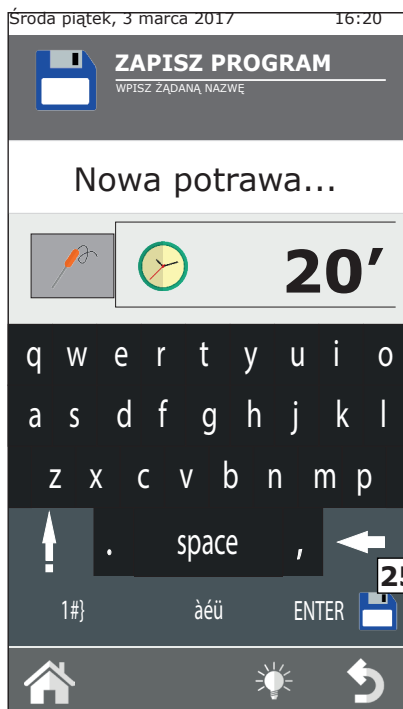 Środa piątek, 3 marca 2017 16:20
ZAPISZ PROGRAM
WPISZ ŻĄDANĄ NAZWĘ
Nowa potrawa...
20’
q w e r t y u i o
a s d f g h j k l
z x c v b n m p
. space ,
25
1#} àéü ENTER